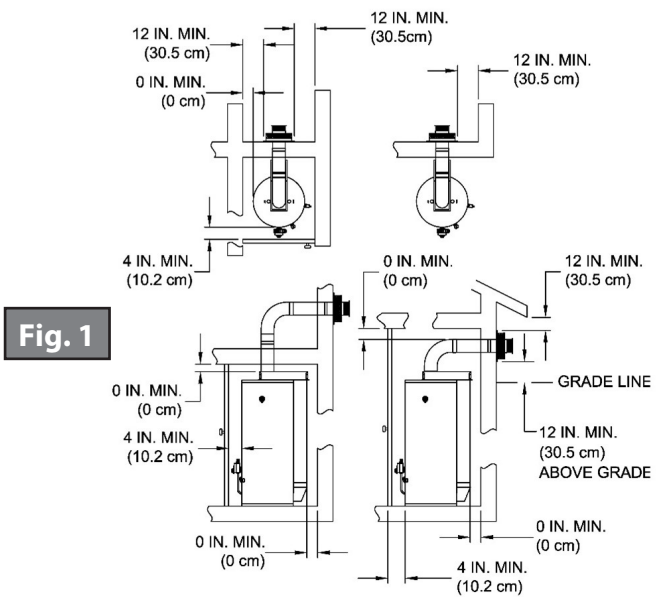 12 IN. MIN.
(30.5 cm)
12 IN. MIN.
(30.5cm)
0 IN. MIN.
(0 cm)
12 IN. MIN.
(30.5 cm)
4 IN. MIN.
(10.2 cm)
0 IN. MIN.
(0 cm)
12 IN. MIN.
(30.5 cm)
Fig. 1
0 IN. MIN.
(0 cm)
GRADE LINE
4 IN. MIN.
(10.2 cm)
12 IN. MIN.
(30.5 cm)
ABOVE GRADE
0 IN. MIN.
(0 cm)
0 IN. MIN.
(0 cm)
4 IN. MIN.
(10.2 cm)